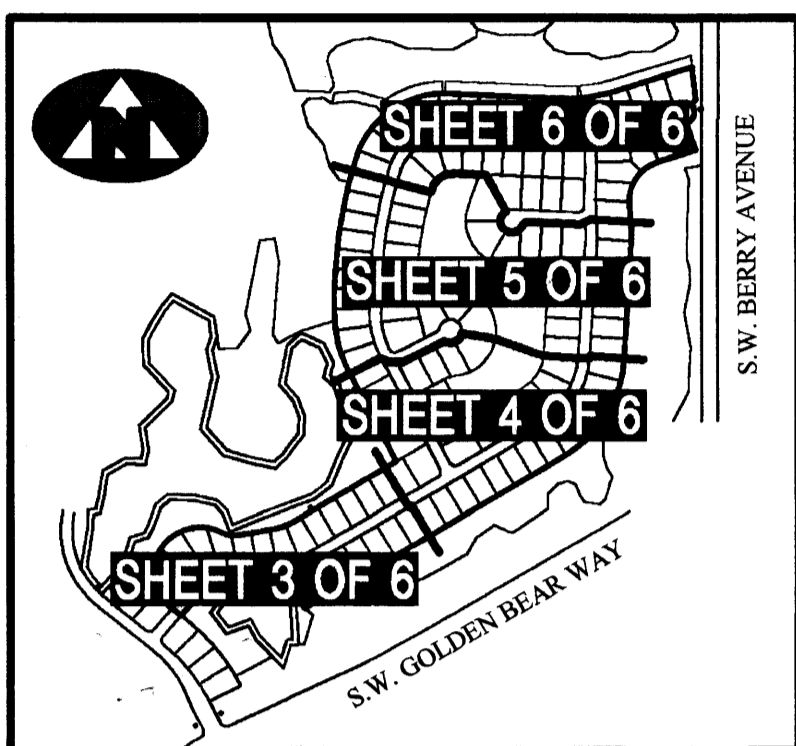 N
SHEET 6 OF 6
S.W. BERRY AVENUE
SHEET 5 OF 6
SHEET 4 OF 6
SHEET 3 OF 6
S.W. GOLDEN BEAR WAY